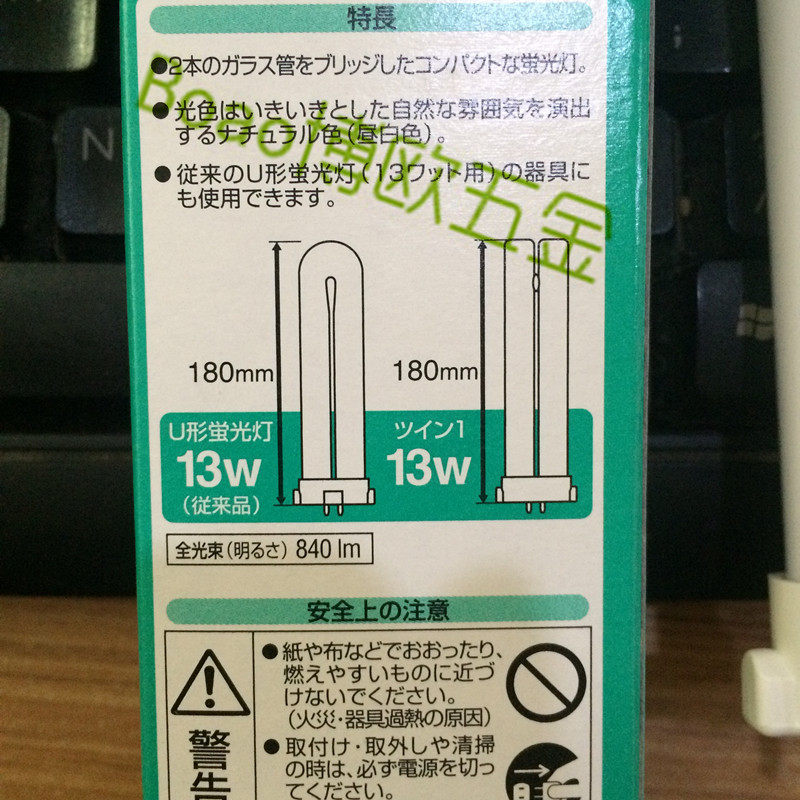 特長
●2本のガラス管をブリッジしたコンパクトな蛍光灯。
●光色はいきいきとした自然な雰囲気を演出
するナチュラル色(昼白色)。
●従来のU形蛍光灯(13ワット用)の器具に
も使用できます。
博欧五金
180mm
180mm
U形蛍光灯
13W
(従来品)
ツイン1
13W
全光束(明るさ) 840 lm
安全上の注意
警告
●紙や布などでおおったり、
燃えやすいものに近づ
けないでください。
(火災・器具過熱の原因)
●取付け・取外しや清掃
の時は、必ず電源を切っ
てください。
N